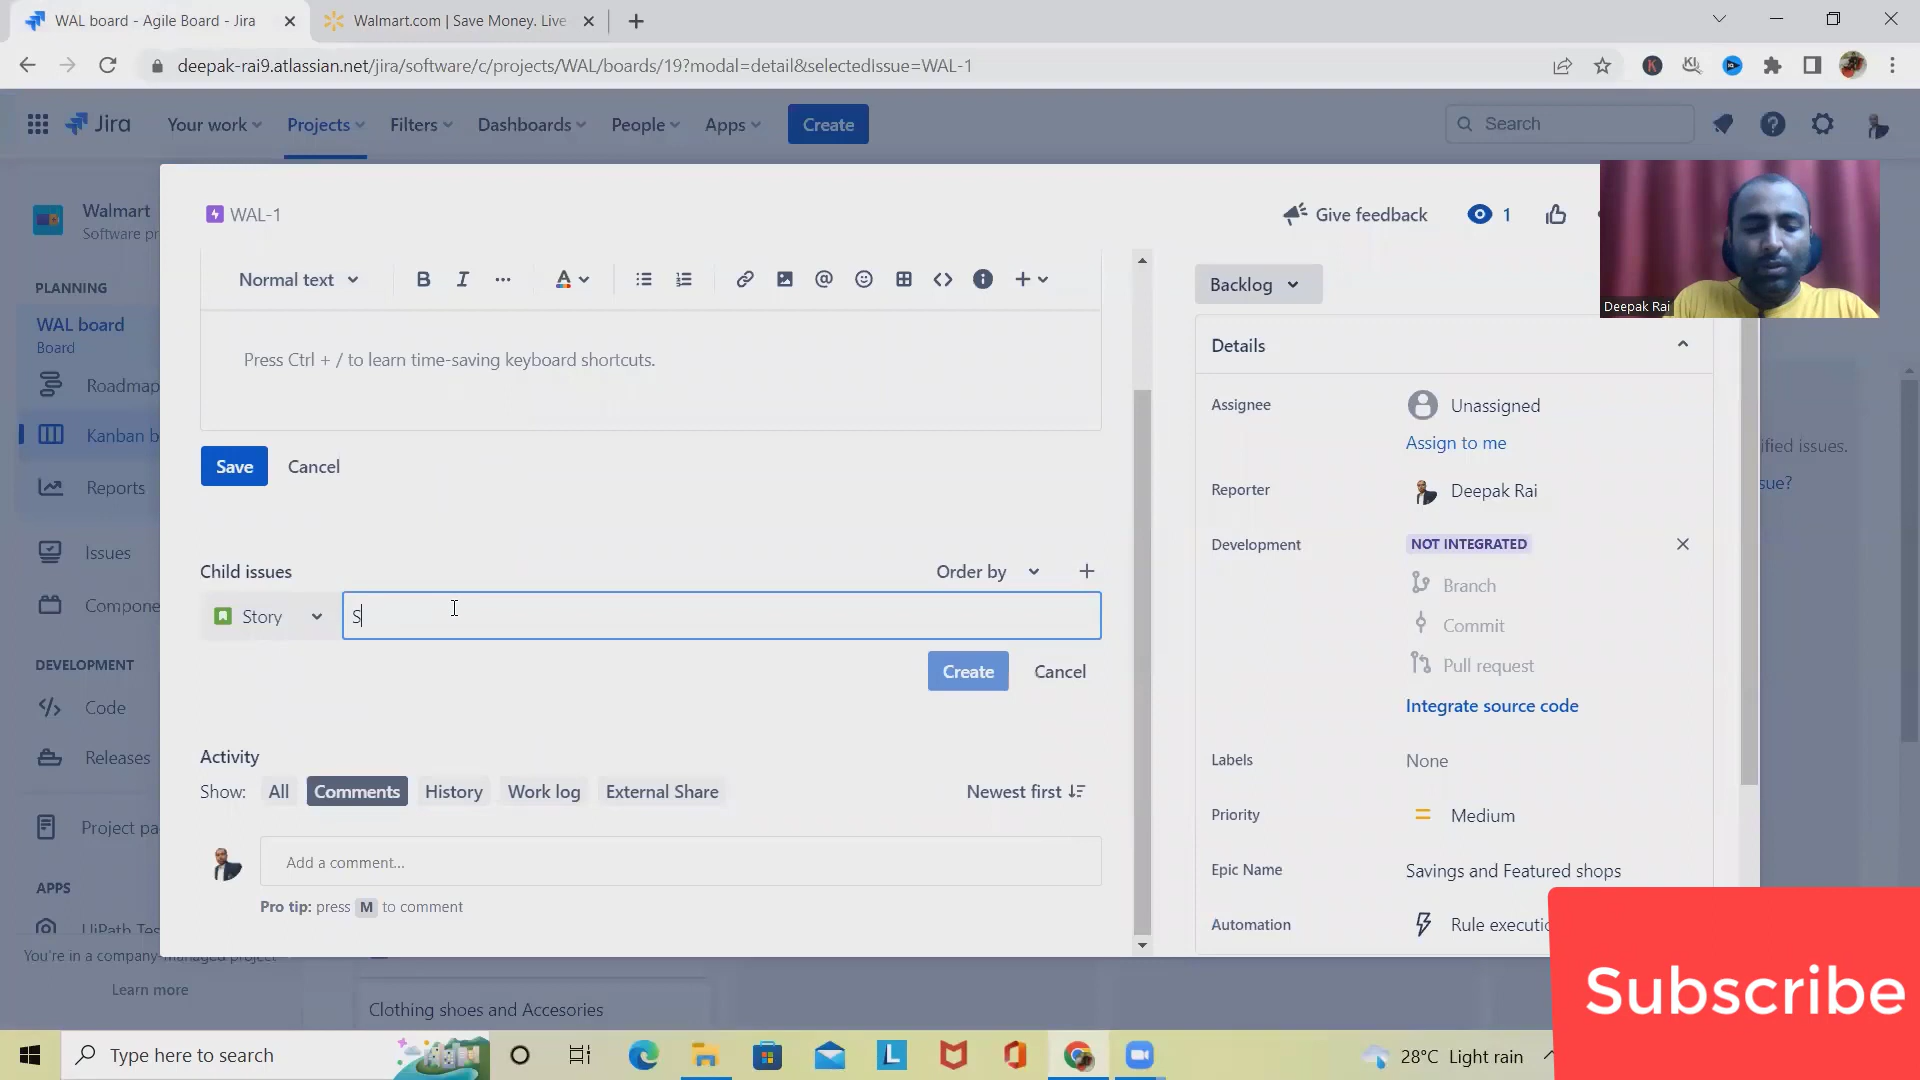 WAL board - Agile Board - Jira
Walmart.com | Save Money. Live
deepak-rai9.atlassian.net/jira/software/c/projects/WAL/boards/19?modal=detail&selectedIssue=WAL-1
Jira Your work Projects Filters Dashboards People Apps Create Search
Walmart
Software pr
PLANNING
WAL board
Board
Roadmap
Kanban b
Reports
Issues
Compone
DEVELOPMENT
Code
Releases
Project pa
APPS
UiPath Tes
You're in a company-managed project
Learn more
WAL-1
Give feedback 1
Normal text B I
Press Ctrl + / to learn time-saving keyboard shortcuts.
Save Cancel
Child issues Order by
Story S
Create Cancel
Activity
Show: All Comments History Work log External Share Newest first
Add a comment...
Pro tip: press M to comment
Backlog
Details
Assignee Unassigned
Assign to me
Reporter Deepak Rai
Development NOT INTEGRATED
Branch
Commit
Pull request
Integrate source code
Labels None
Priority Medium
Epic Name Savings and Featured shops
Automation Rule executio
Deepak Rai
ified issues.
sue?
Clothing shoes and Accesories
Subscribe
Type here to search
28°C Light rain